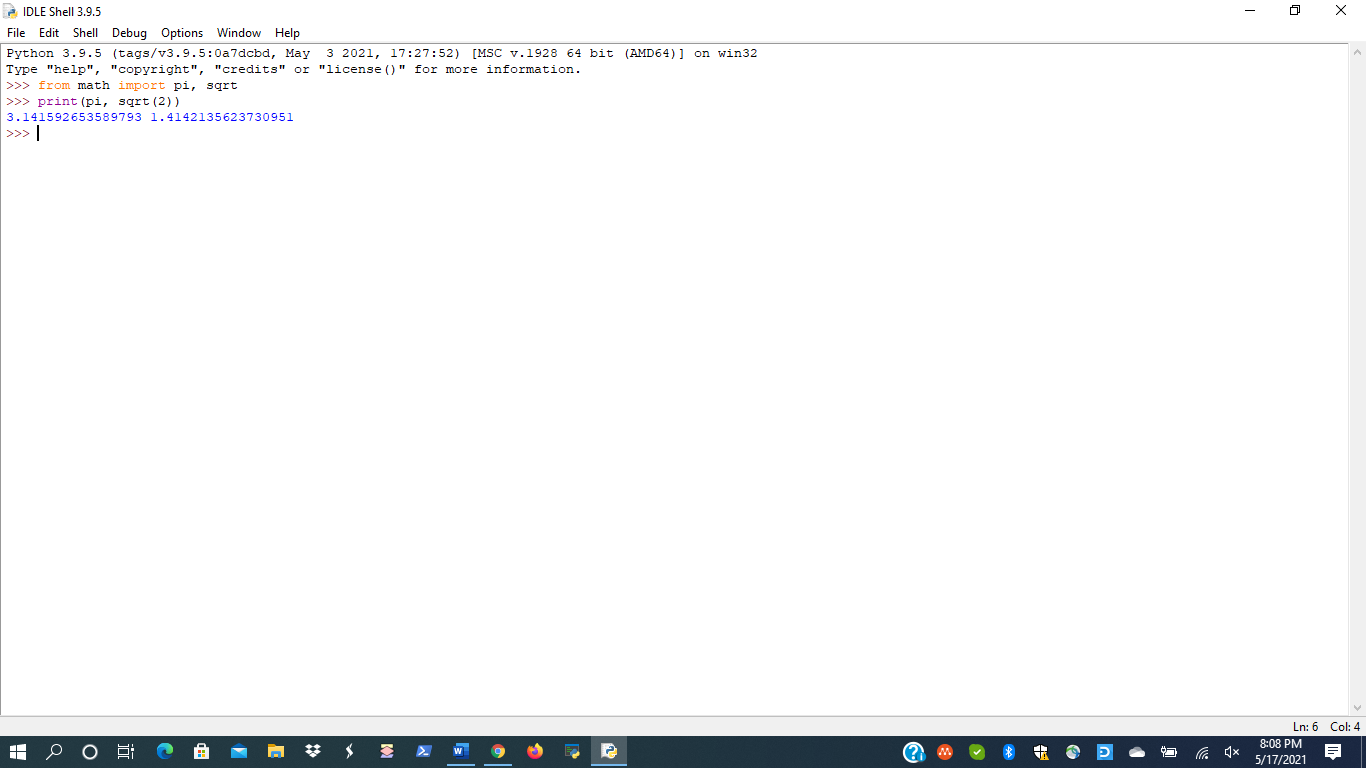 IDLE Shell 3.9.5
File Edit Shell Debug Options Window Help
Python 3.9.5 (tags/v3.9.5:0a7dcbd, May  3 2021, 17:27:52) [MSC v.1928 64 bit (AMD64)] on win32
Type "help", "copyright", "credits" or "license()" for more information.
>>> from math import pi, sqrt
>>> print(pi, sqrt(2))
3.141592653589793 1.4142135623730951
>>>
Ln: 6 Col: 4
8:08 PM
5/17/2021